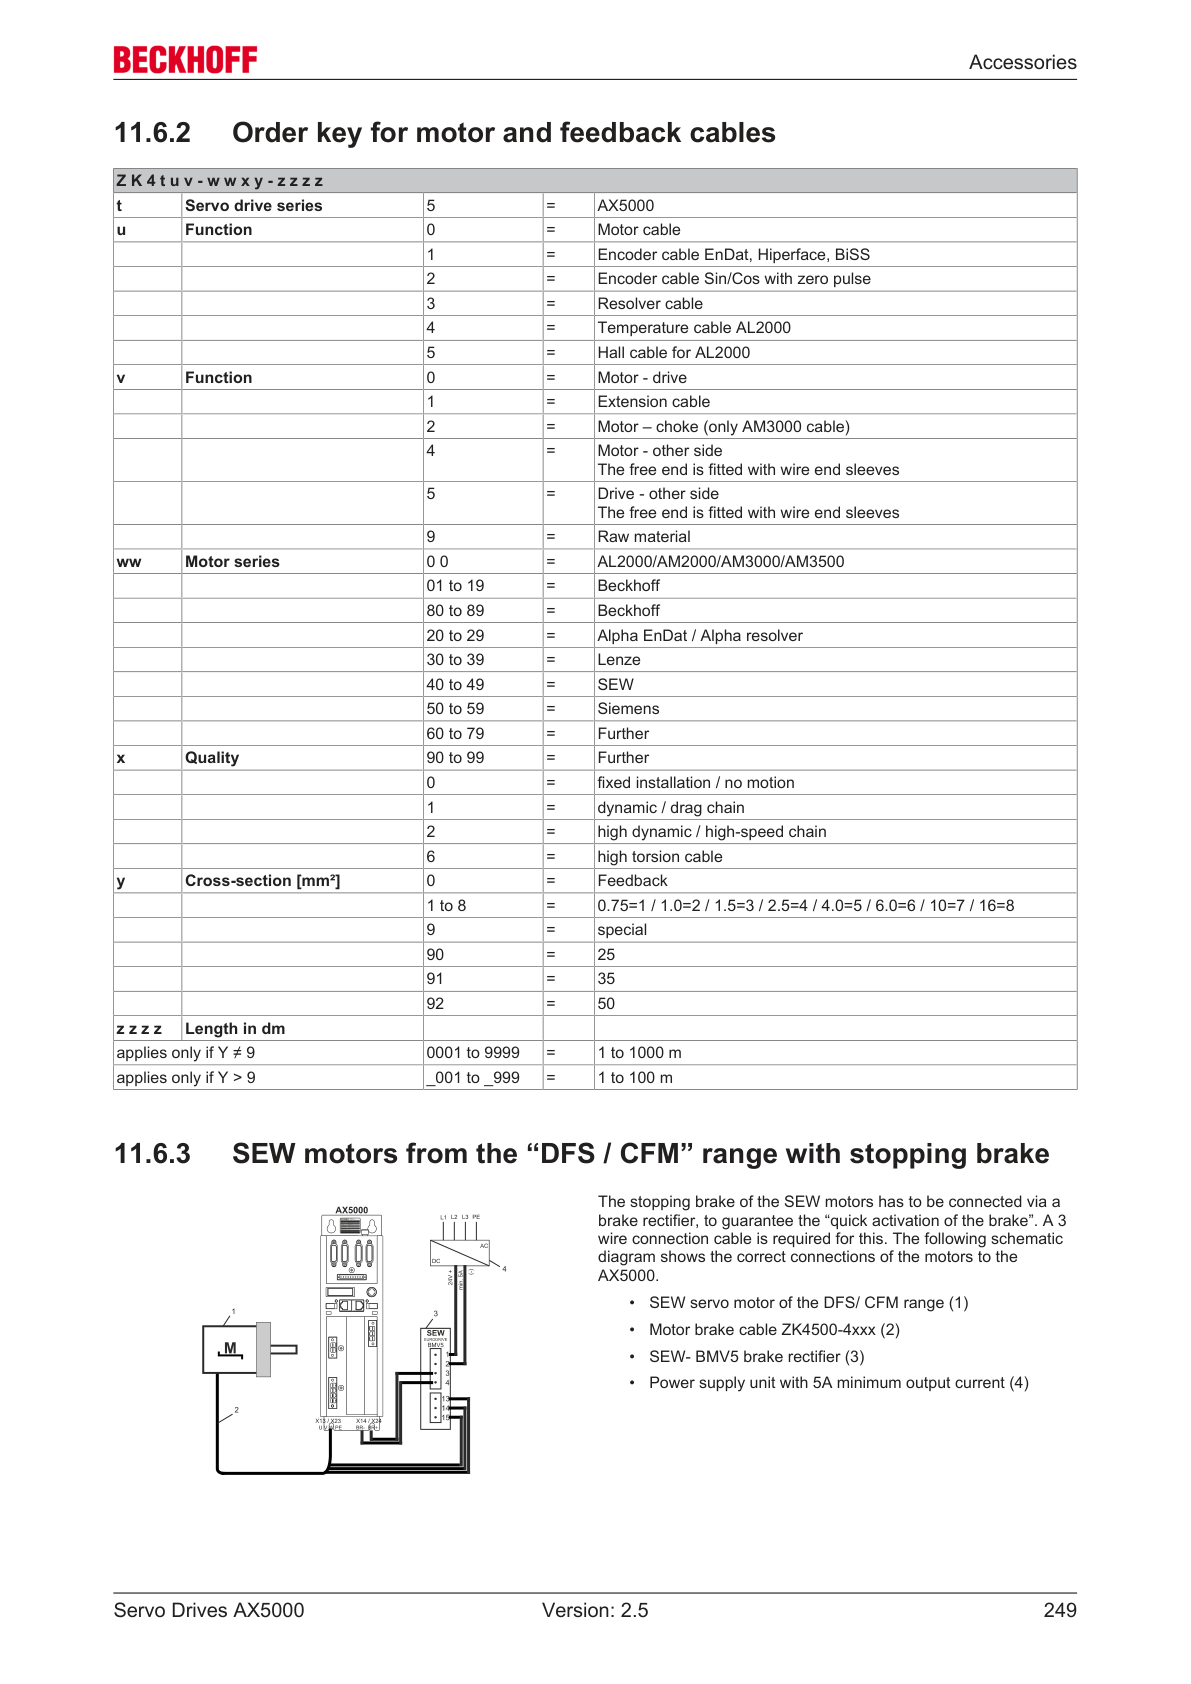 BECKHOFF
Accessories
11.6.2 Order key for motor and feedback cables
Z K 4 t u v - w w x y - z z z z
t Servo drive series 5 = AX5000
u Function 0 = Motor cable
1 = Encoder cable EnDat, Hiperface, BiSS
2 = Encoder cable Sin/Cos with zero pulse
3 = Resolver cable
4 = Temperature cable AL2000
5 = Hall cable for AL2000
v Function 0 = Motor - drive
1 = Extension cable
2 = Motor – choke (only AM3000 cable)
4 = Motor - other side
The free end is fitted with wire end sleeves
5 = Drive - other side
The free end is fitted with wire end sleeves
9 = Raw material
ww Motor series 0 0 = AL2000/AM2000/AM3000/AM3500
01 to 19 = Beckhoff
80 to 89 = Beckhoff
20 to 29 = Alpha EnDat / Alpha resolver
30 to 39 = Lenze
40 to 49 = SEW
50 to 59 = Siemens
60 to 79 = Further
x Quality 90 to 99 = Further
0 = fixed installation / no motion
1 = dynamic / drag chain
2 = high dynamic / high-speed chain
6 = high torsion cable
y Cross-section [mm²] 0 = Feedback
1 to 8 = 0.75=1 / 1.0=2 / 1.5=3 / 2.5=4 / 4.0=5 / 6.0=6 / 10=7 / 16=8
9 = special
90 = 25
91 = 35
92 = 50
z z z z Length in dm
applies only if Y ≠ 9 0001 to 9999 = 1 to 1000 m
applies only if Y > 9 _001 to _999 = 1 to 100 m
11.6.3 SEW motors from the “DFS / CFM” range with stopping brake
AX5000
L1 L2 L3 PE
AC
DC
4
24V +
min. 5A
(-)
1
M
2
3
SEW
EURODRIVE
BMV5
1
2
3
4
13
14
15
X13 / X23 X14 / X24
U V W PE BR- BR+
The stopping brake of the SEW motors has to be connected via a
brake rectifier, to guarantee the “quick activation of the brake”. A 3
wire connection cable is required for this. The following schematic
diagram shows the correct connections of the motors to the
AX5000.
• SEW servo motor of the DFS/ CFM range (1)
• Motor brake cable ZK4500-4xxx (2)
• SEW- BMV5 brake rectifier (3)
• Power supply unit with 5A minimum output current (4)
Servo Drives AX5000 Version: 2.5 249